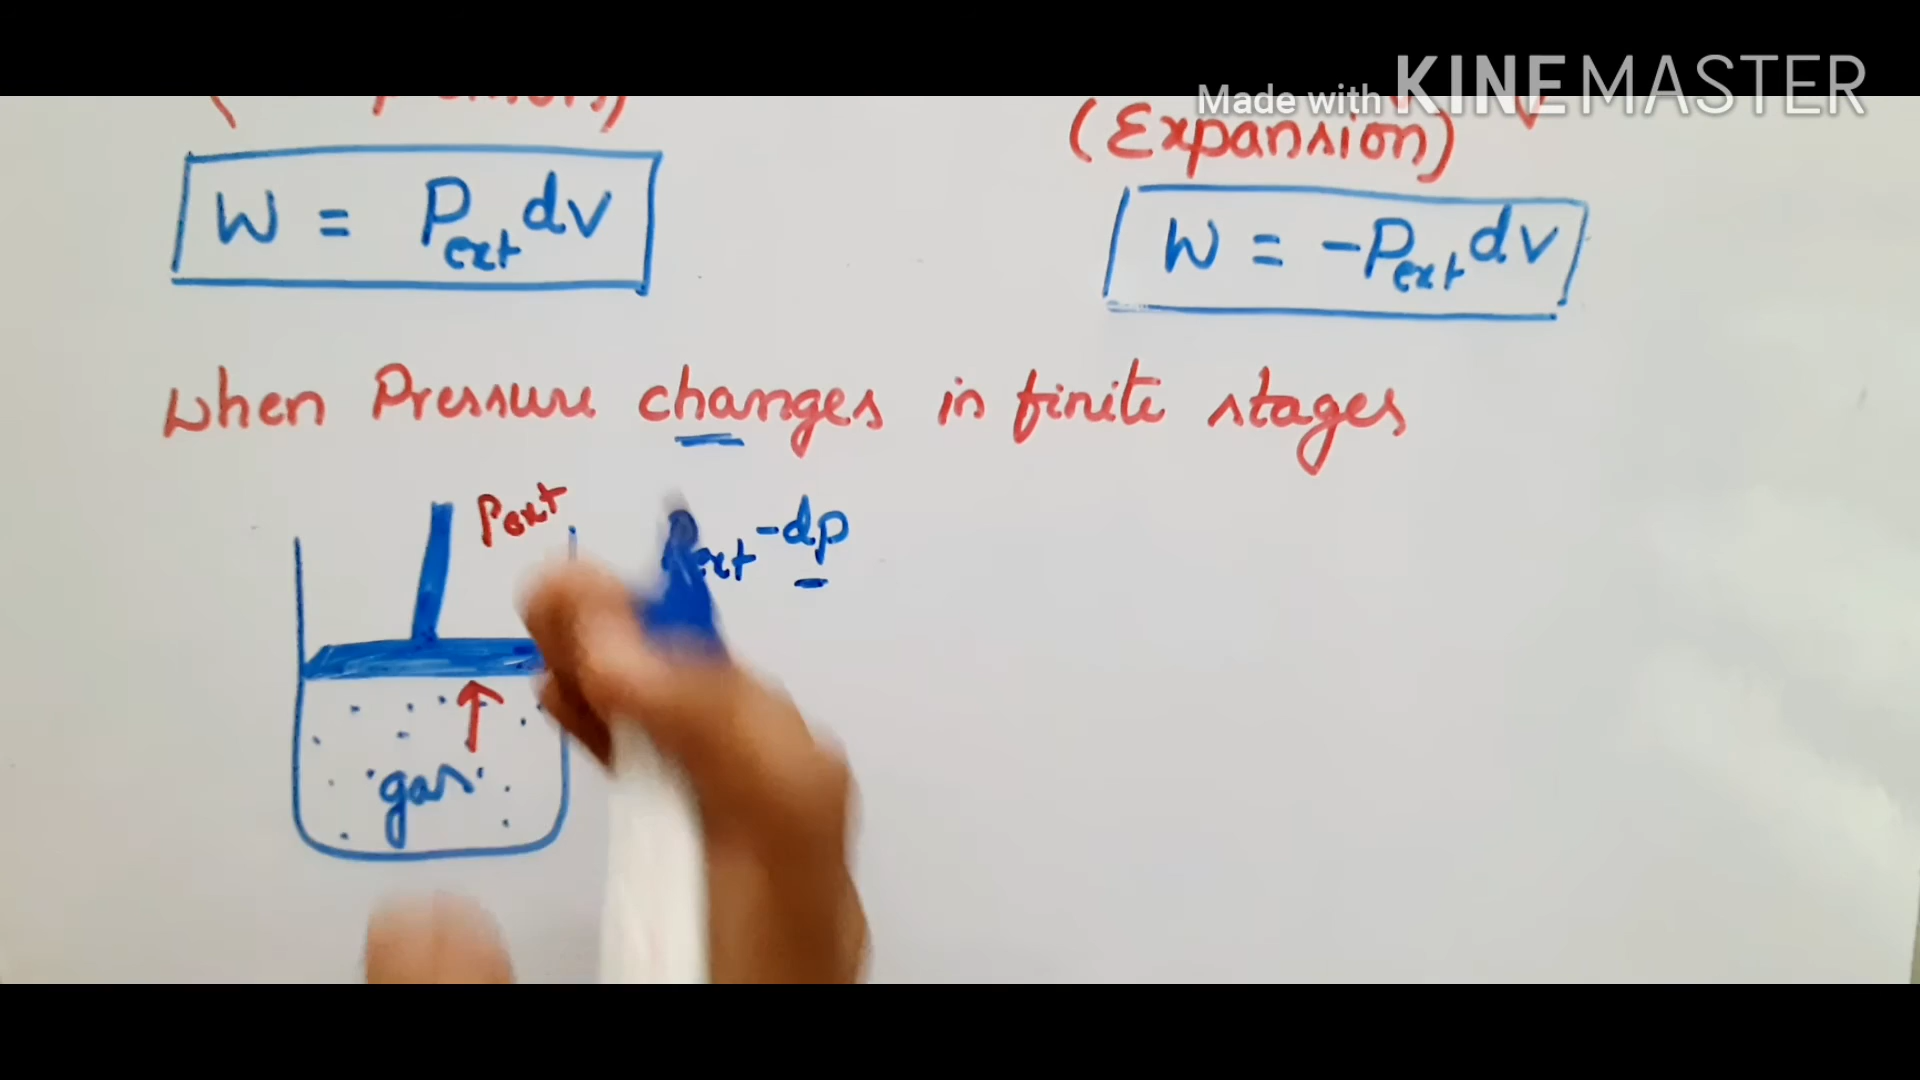 Made with KINEMASTER
(Expansion)
W = Pext dv
W = -Pext dv
When Pressure changes in finite stages
Pext
Pext -dp
gas